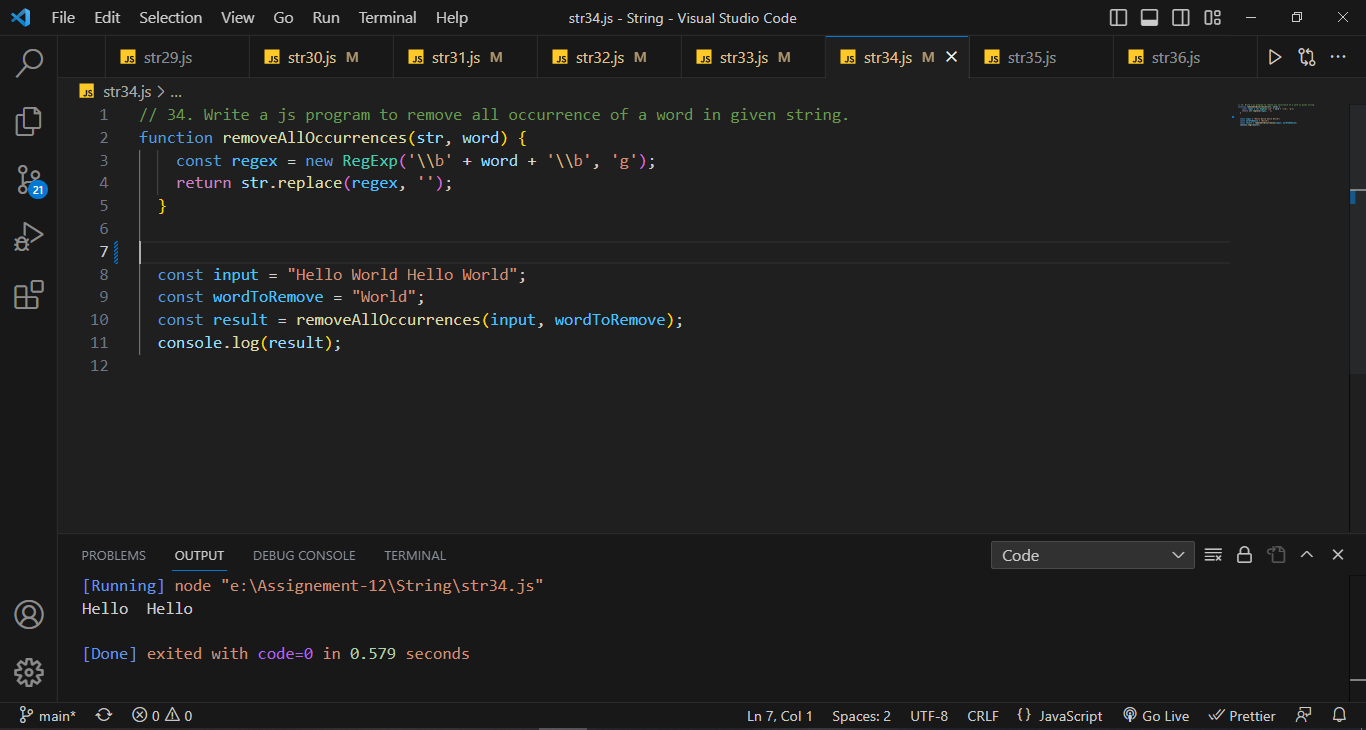 File Edit Selection View Go Run Terminal Help str34.js - String - Visual Studio Code
JS str29.js JS str30.js M JS str31.js M JS str32.js M JS str33.js M JS str34.js M JS str35.js JS str36.js
JS str34.js > ...
1 // 34. Write a js program to remove all occurrence of a word in given string.
2 function removeAllOccurrences(str, word) {
3 const regex = new RegExp('\\b' + word + '\\b', 'g');
4 return str.replace(regex, '');
5 }
6
7
8 const input = "Hello World Hello World";
9 const wordToRemove = "World";
10 const result = removeAllOccurrences(input, wordToRemove);
11 console.log(result);
12
21
PROBLEMS OUTPUT DEBUG CONSOLE TERMINAL Code
[Running] node "e:\Assignement-12\String\str34.js"
Hello  Hello
[Done] exited with code=0 in 0.579 seconds
main* 0 0 Ln 7, Col 1 Spaces: 2 UTF-8 CRLF {} JavaScript Go Live Prettier